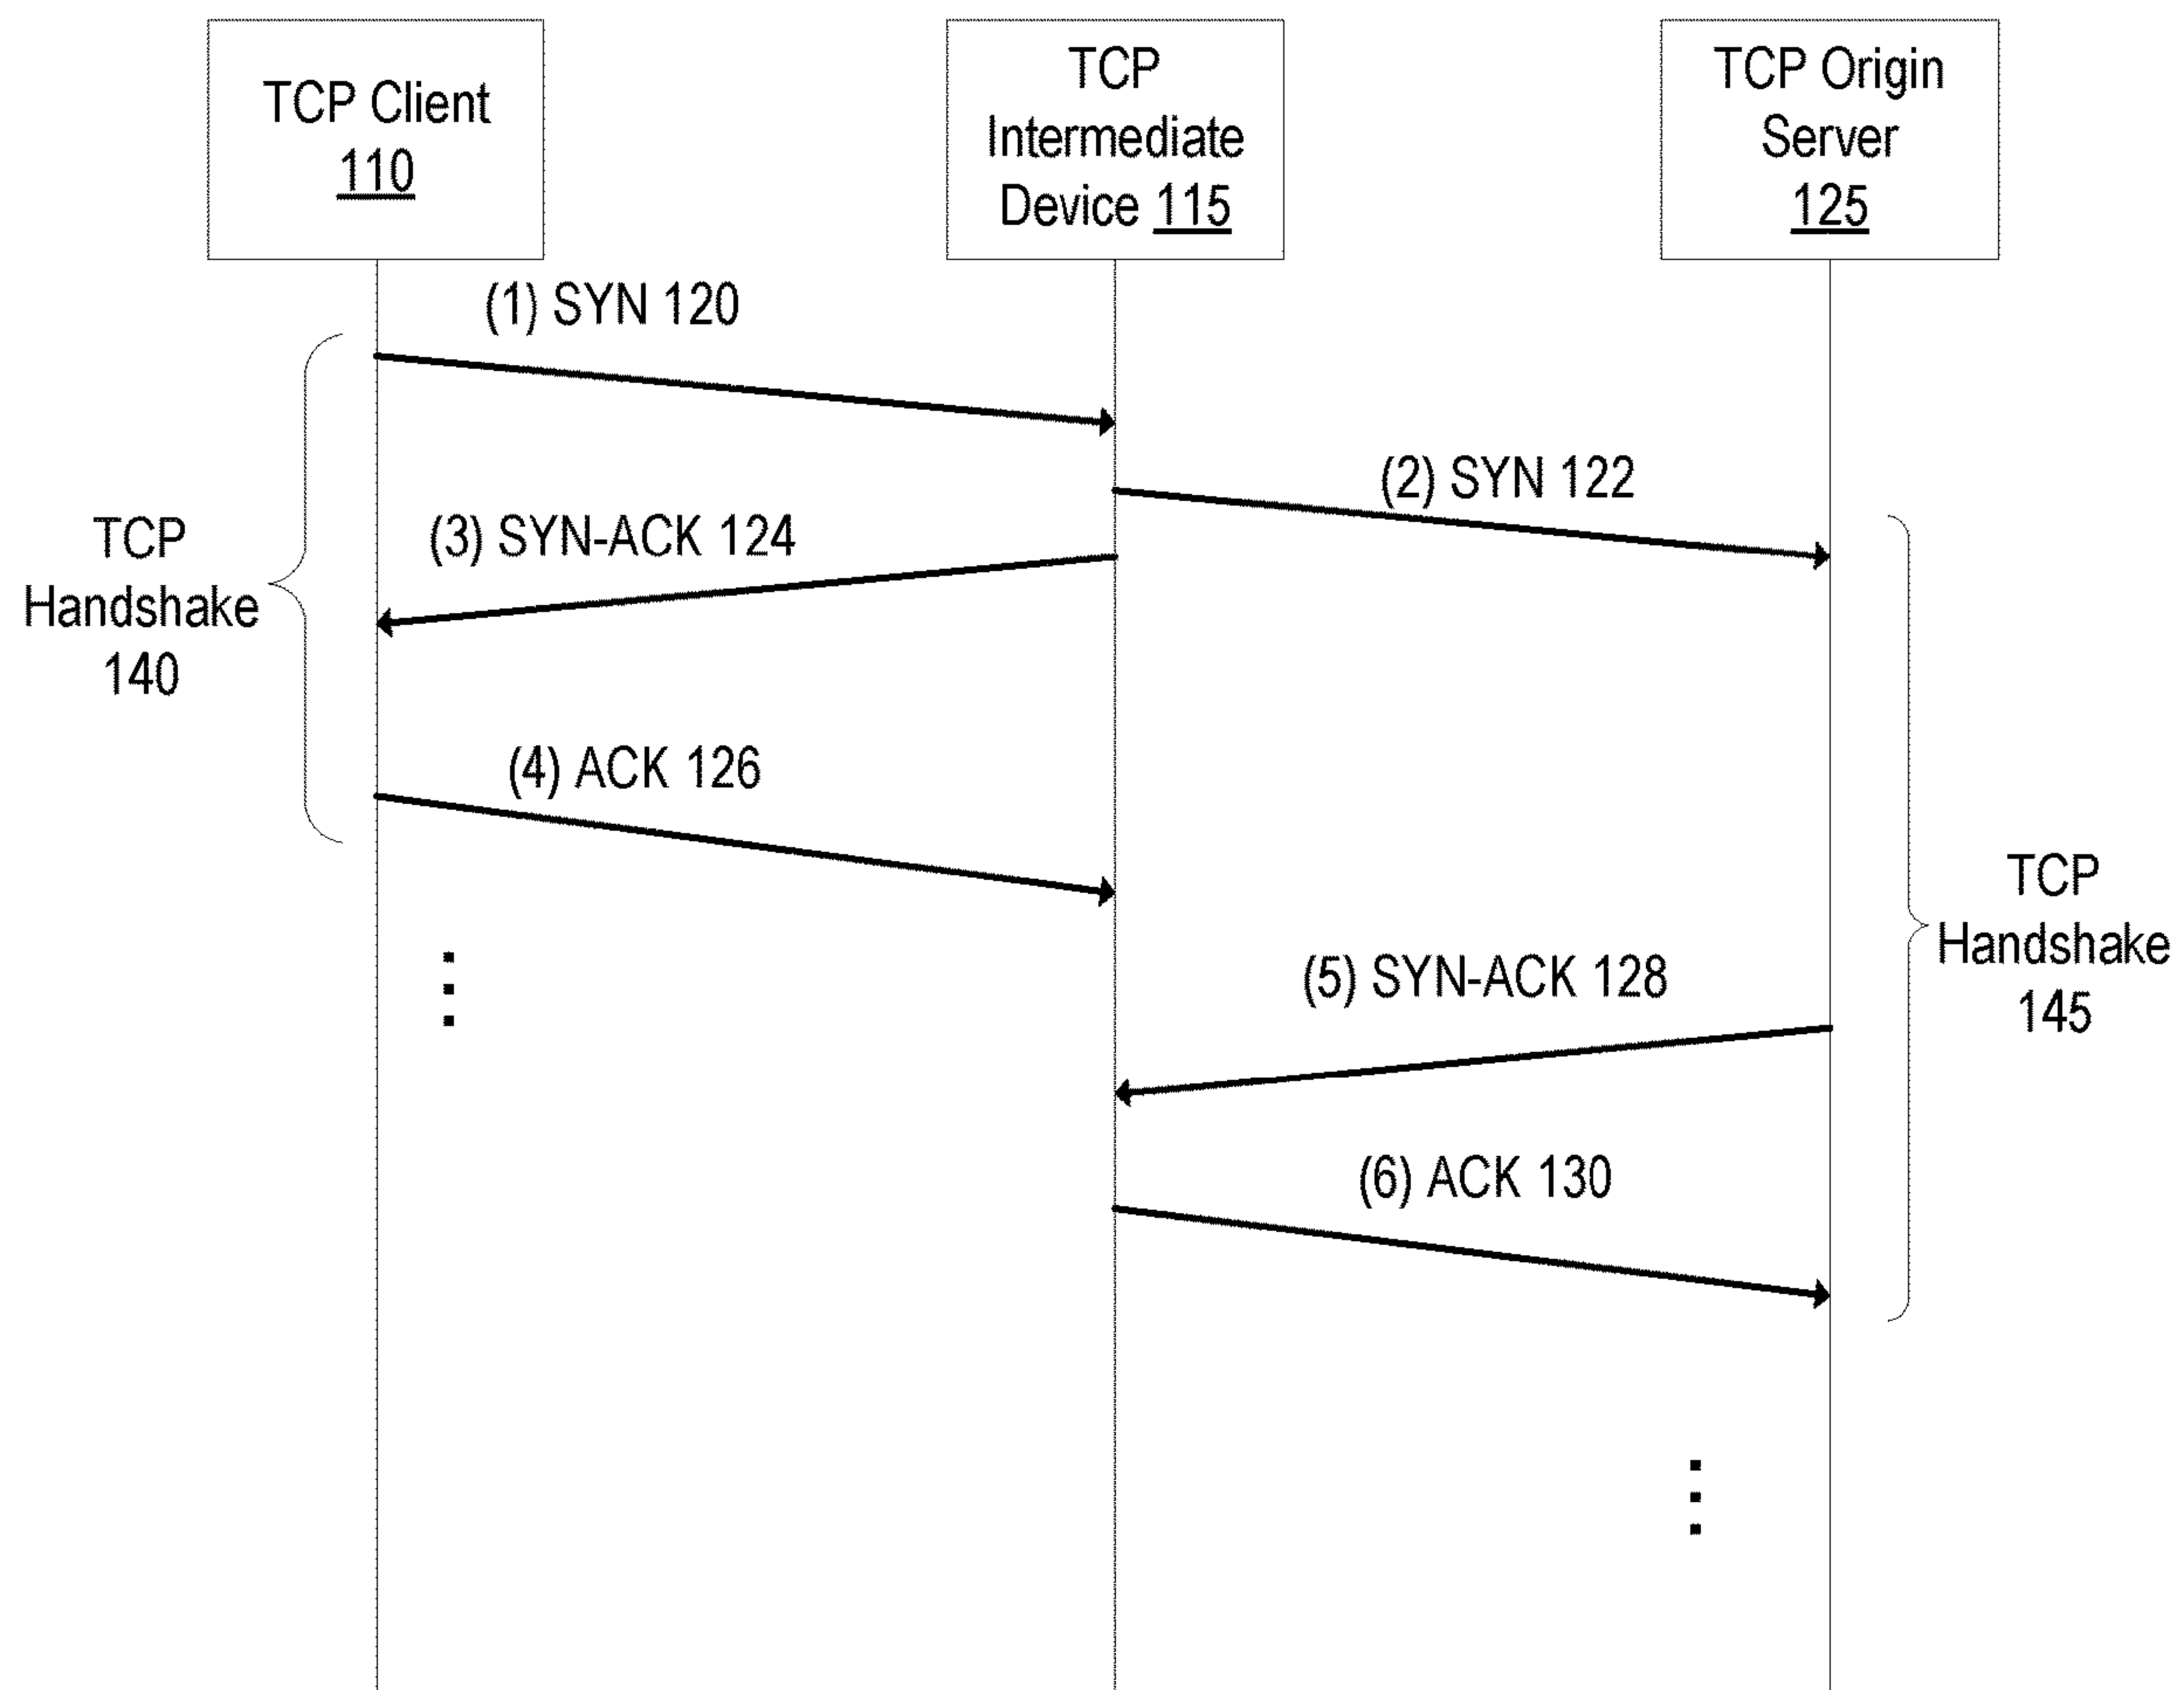 TCP Client
110
TCP
Intermediate
Device 115
TCP Origin
Server
125
(1) SYN 120
(2) SYN 122
(3) SYN-ACK 124
TCP
Handshake
140
(4) ACK 126
TCP
Handshake
145
(5) SYN-ACK 128
(6) ACK 130